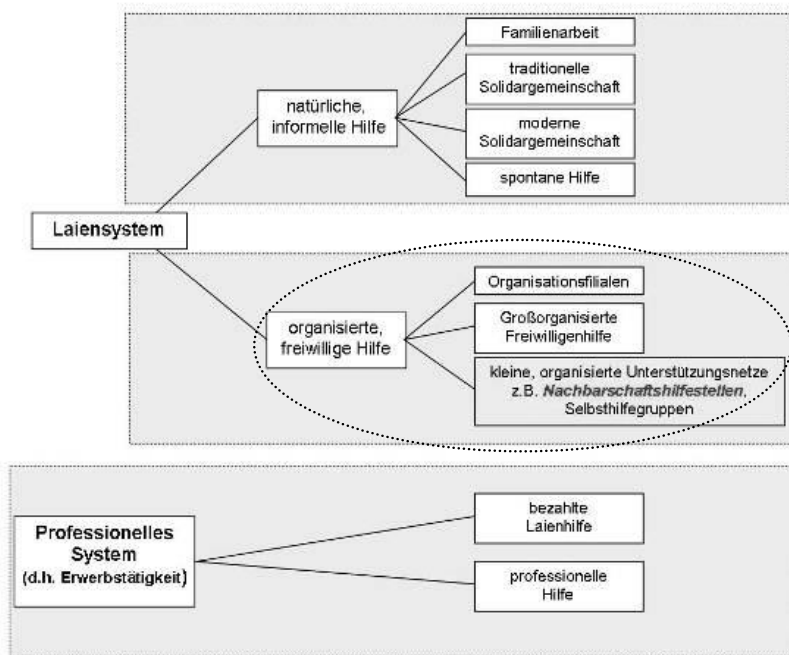 Familienarbeit
traditionelle
Solidargemeinschaft
natürliche,
informelle Hilfe
moderne
Solidargemeinschaft
spontane Hilfe
Laiensystem
Organisationsfilialen
organisierte,
freiwillige Hilfe
Großorganisierte
Freiwilligenhilfe
kleine, organisierte Unterstützungsnetze
z.B. Nachbarschaftshilfestellen,
Selbsthilfegruppen
Professionelles
System
(d.h. Erwerbstätigkeit)
bezahlte
Laienhilfe
professionelle
Hilfe